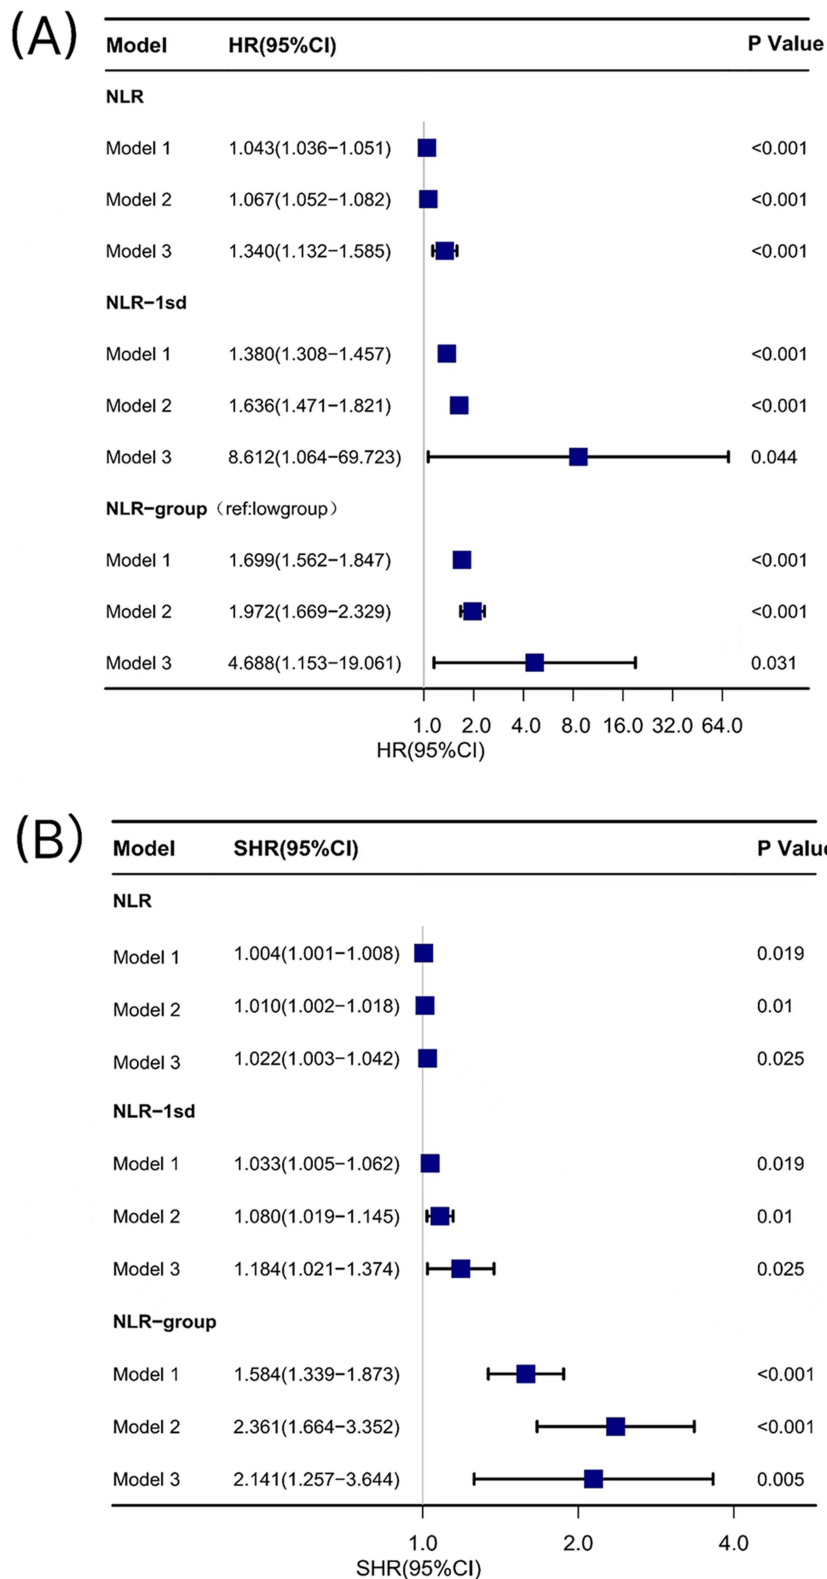 (A)
Model HR(95%CI) P Value
NLR
Model 1 1.043(1.036−1.051) <0.001
Model 2 1.067(1.052−1.082) <0.001
Model 3 1.340(1.132−1.585) <0.001
NLR−1sd
Model 1 1.380(1.308−1.457) <0.001
Model 2 1.636(1.471−1.821) <0.001
Model 3 8.612(1.064−69.723) 0.044
NLR−group（ref:lowgroup）
Model 1 1.699(1.562−1.847) <0.001
Model 2 1.972(1.669−2.329) <0.001
Model 3 4.688(1.153−19.061) 0.031
1.0 2.0 4.0 8.0 16.0 32.0 64.0
HR(95%CI)
(B)
Model SHR(95%CI) P Value
NLR
Model 1 1.004(1.001−1.008) 0.019
Model 2 1.010(1.002−1.018) 0.01
Model 3 1.022(1.003−1.042) 0.025
NLR−1sd
Model 1 1.033(1.005−1.062) 0.019
Model 2 1.080(1.019−1.145) 0.01
Model 3 1.184(1.021−1.374) 0.025
NLR−group
Model 1 1.584(1.339−1.873) <0.001
Model 2 2.361(1.664−3.352) <0.001
Model 3 2.141(1.257−3.644) 0.005
1.0 2.0 4.0
SHR(95%CI)